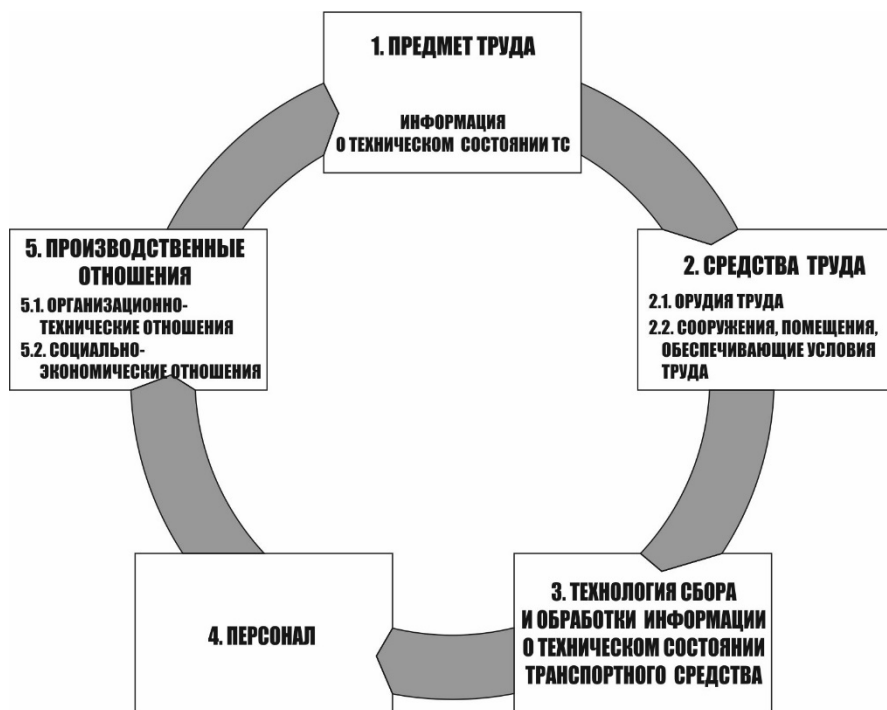 1. ПРЕДМЕТ ТРУДА
ИНФОРМАЦИЯ
О ТЕХНИЧЕСКОМ СОСТОЯНИИ ТС
2. СРЕДСТВА ТРУДА
2.1. ОРУДИЯ ТРУДА
2.2. СООРУЖЕНИЯ, ПОМЕЩЕНИЯ,
ОБЕСПЕЧИВАЮЩИЕ УСЛОВИЯ
ТРУДА
3. ТЕХНОЛОГИЯ СБОРА
И ОБРАБОТКИ ИНФОРМАЦИИ
О ТЕХНИЧЕСКОМ СОСТОЯНИИ
ТРАНСПОРТНОГО СРЕДСТВА
4. ПЕРСОНАЛ
5. ПРОИЗВОДСТВЕННЫЕ
ОТНОШЕНИЯ
5.1. ОРГАНИЗАЦИОННО-
ТЕХНИЧЕСКИЕ ОТНОШЕНИЯ
5.2. СОЦИАЛЬНО-
ЭКОНОМИЧЕСКИЕ ОТНОШЕНИЯ